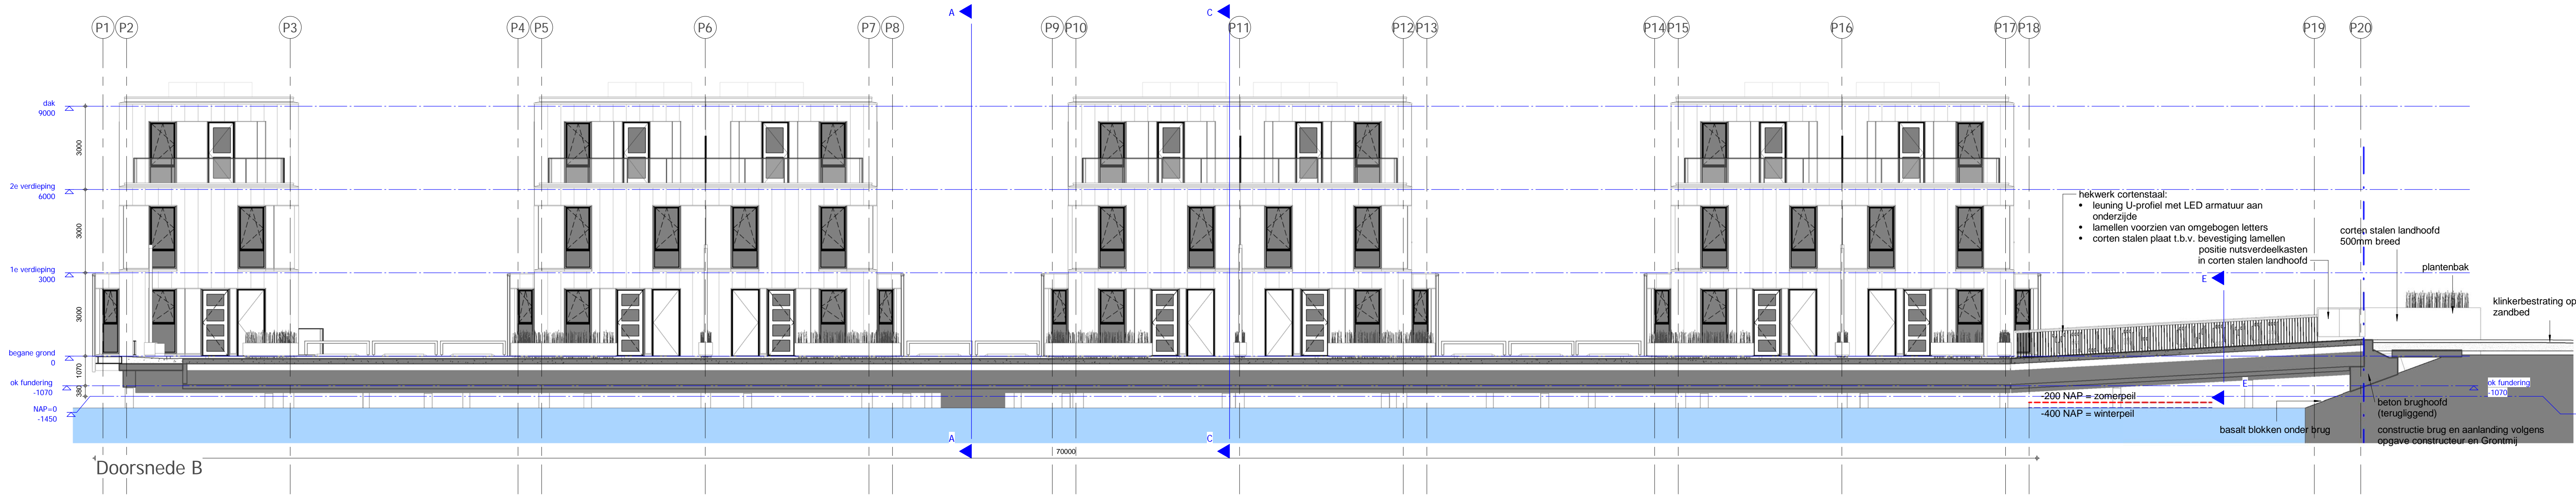 A
C
P1
P2
P3
P4
P5
P6
P7
P8
P9
P10
P11
P12
P13
P14
P15
P16
P17
P18
P19
P20
dak
9000
3000
2e verdieping
6000
3000
1e verdieping
3000
3000
begane grond
0
1070
ok fundering
-1070
380
NAP=0
-1450
hekwerk cortenstaal:
• leuning U-profiel met LED armatuur aan
onderzijde
• lamellen voorzien van omgebogen letters
• corten stalen plaat t.b.v. bevestiging lamellen
positie nutsverdeelkasten
in corten stalen landhoofd
corten stalen landhoofd
500mm breed
plantenbak
klinkerbestrating op
zandbed
E
E
ok fundering
-1070
-200 NAP = zomerpeil
-400 NAP = winterpeil
beton brughoofd
(terugliggend)
basalt blokken onder brug
constructie brug en aanlanding volgens
opgave constructeur en Grontmij
A
C
70000
Doorsnede B